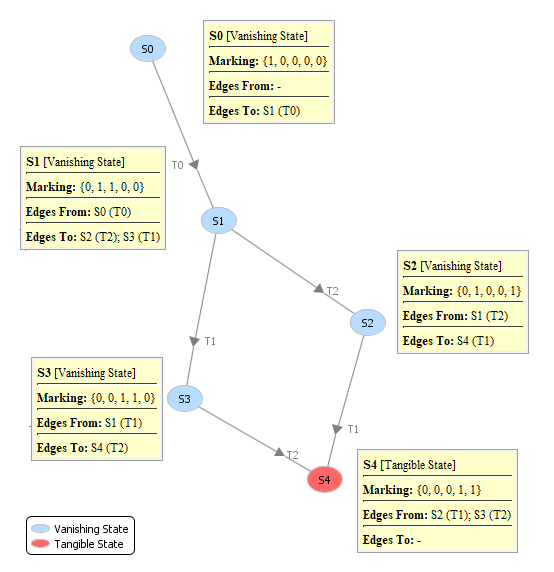 S0
S0 [Vanishing State]
Marking: {1, 0, 0, 0, 0}
Edges From: -
Edges To: S1 (T0)
T0
S1 [Vanishing State]
Marking: {0, 1, 1, 0, 0}
Edges From: S0 (T0)
Edges To: S2 (T2); S3 (T1)
S1
T2
S2 [Vanishing State]
Marking: {0, 1, 0, 0, 1}
Edges From: S1 (T2)
Edges To: S4 (T1)
S2
T1
S3 [Vanishing State]
Marking: {0, 0, 1, 1, 0}
Edges From: S1 (T1)
Edges To: S4 (T2)
S3
T1
T2
S4
S4 [Tangible State]
Marking: {0, 0, 0, 1, 1}
Edges From: S2 (T1); S3 (T2)
Edges To: -
Vanishing State
Tangible State